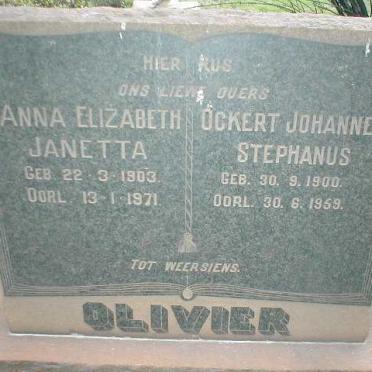 HIER RUS
ONS LIEWE OUERS
ANNA ELIZABETH
JANETTA
GEB. 22-3-1903
OORL. 13-1-1971
OCKERT JOHANNE
STEPHANUS
GEB. 30.9.1900.
OORL. 30.6.1959.
TOT WEERSIENS.
OLIVIER